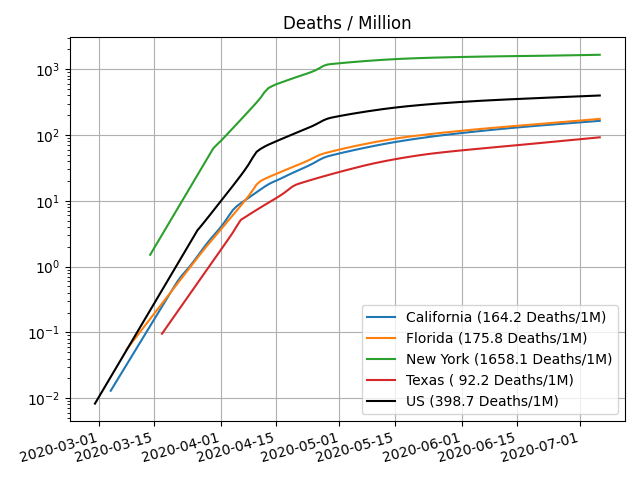 Deaths / Million
10³
10²
10¹
10⁰
10⁻¹
10⁻²
California (164.2 Deaths/1M)
Florida (175.8 Deaths/1M)
New York (1658.1 Deaths/1M)
Texas ( 92.2 Deaths/1M)
US (398.7 Deaths/1M)
2020-03-01 2020-03-15 2020-04-01 2020-04-15 2020-05-01 2020-05-15 2020-06-01 2020-06-15 2020-07-01